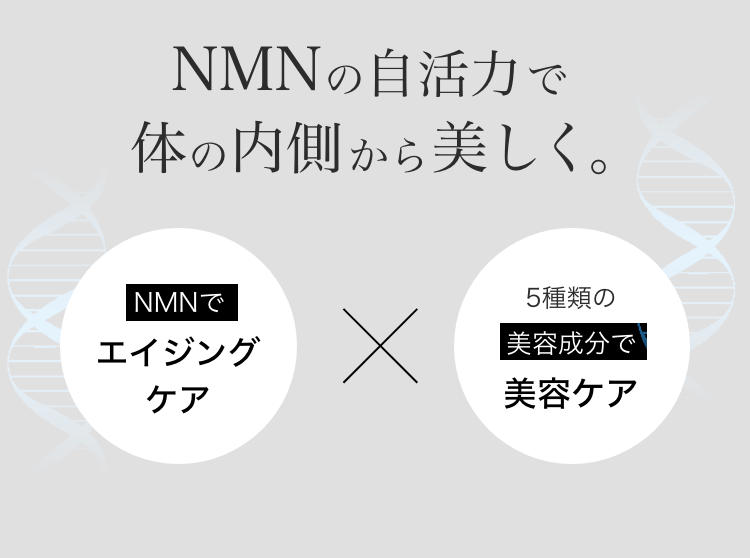 NMNの自活力で
体の内側から美しく。
NMNで
エイジング
ケア
5種類の
美容成分で
美容ケア